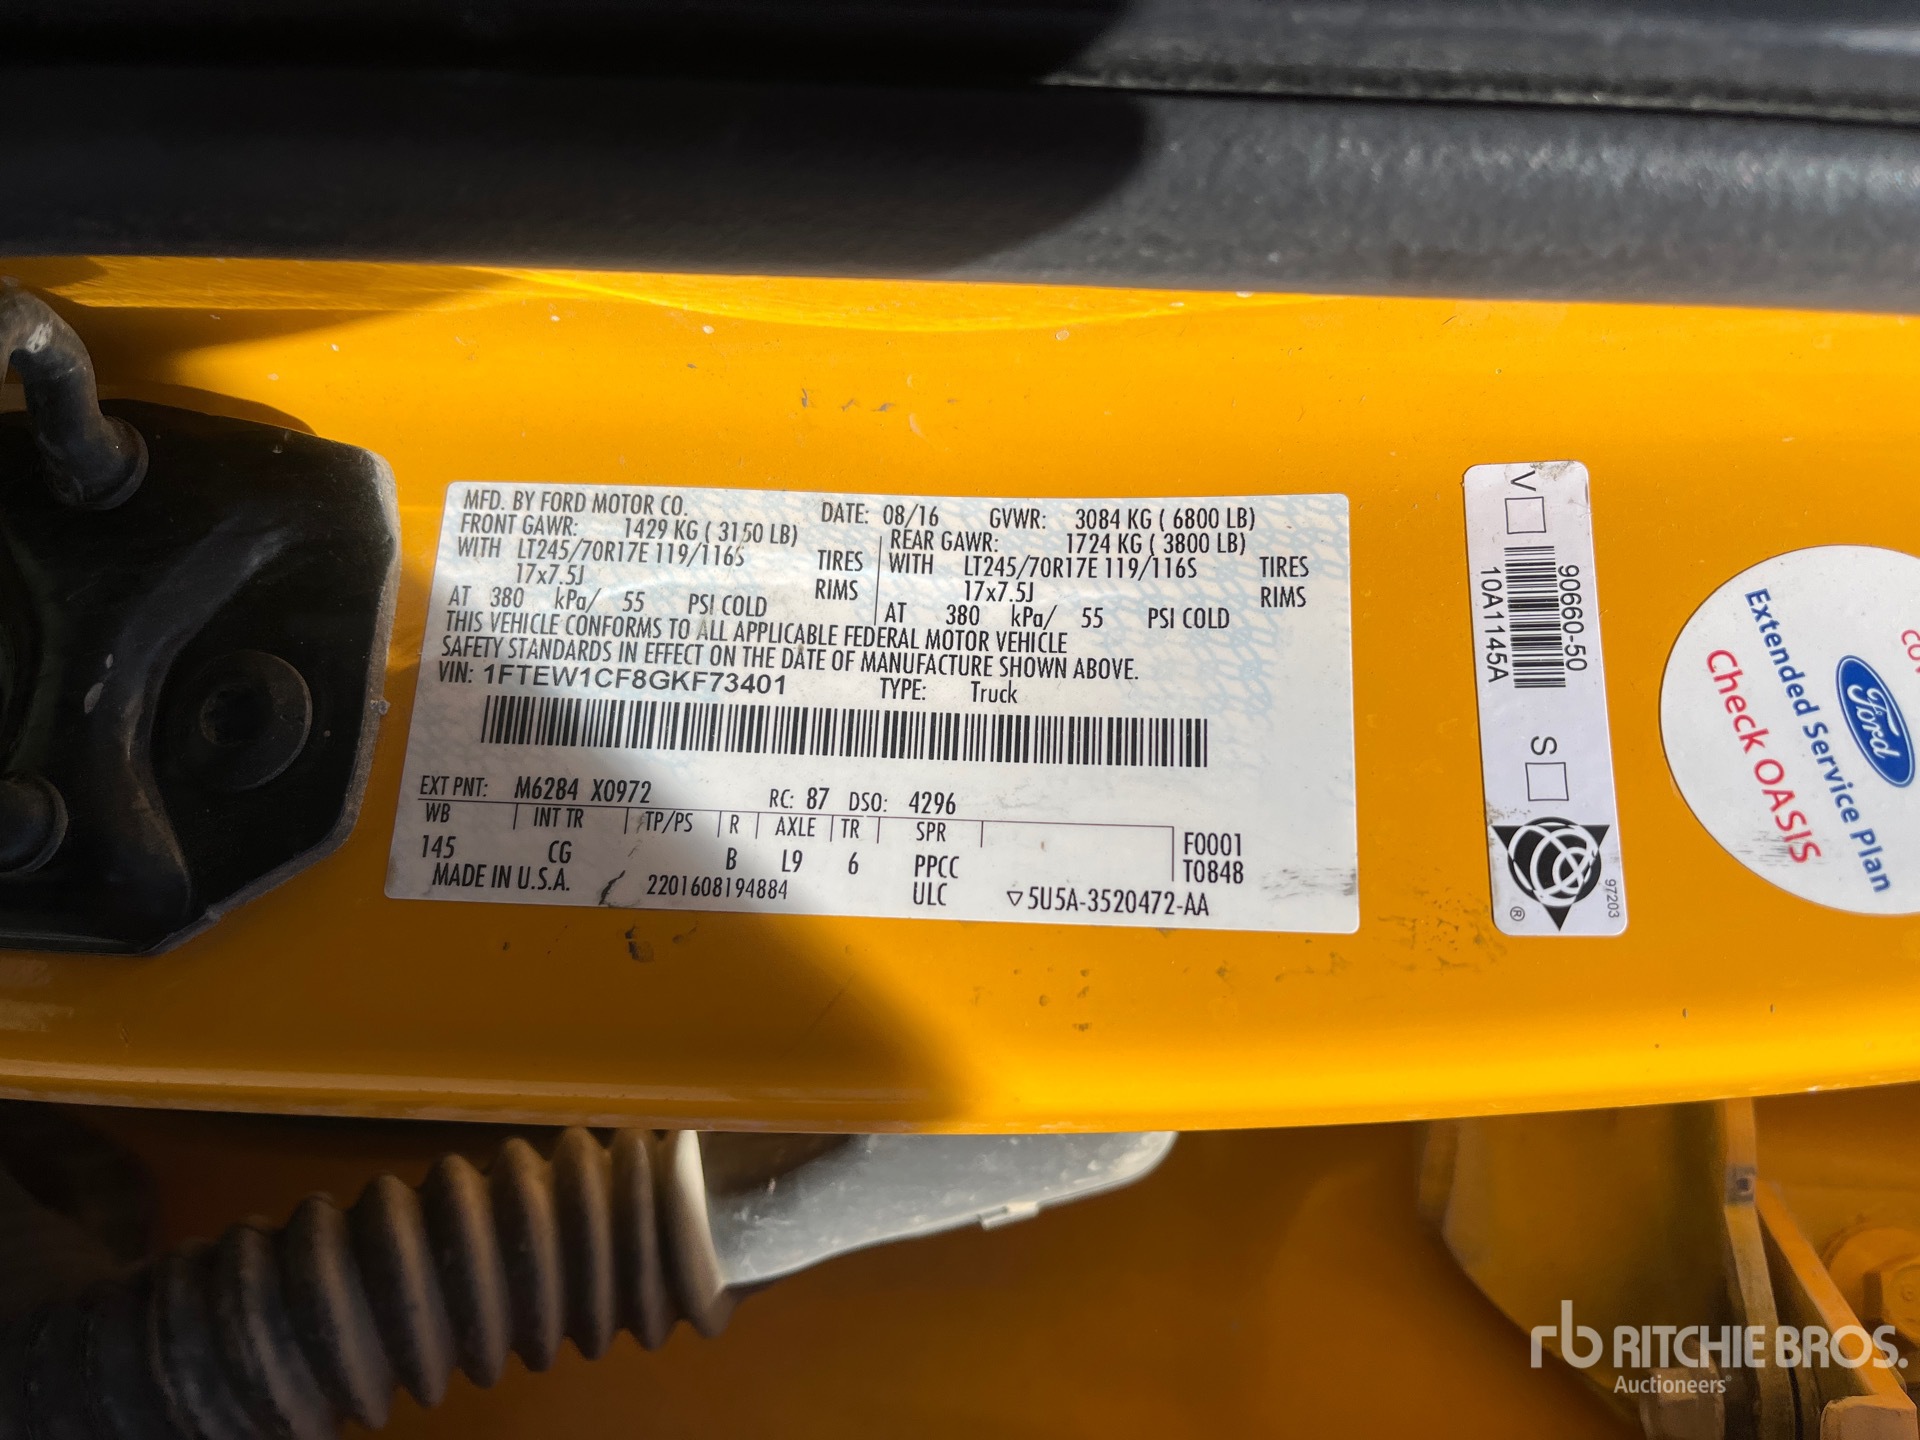 MFD. BY FORD MOTOR CO.
DATE: 08/16 GVWR: 3084 KG ( 6800 LB)
FRONT GAWR: 1429 KG ( 3150 LB)
WITH LT245/70R17E 119/116S TIRES
17x7.5J RIMS
AT 380 kPa/ 55 PSI COLD
REAR GAWR: 1724 KG ( 3800 LB)
WITH LT245/70R17E 119/116S TIRES
17x7.5J RIMS
AT 380 kPa/ 55 PSI COLD
THIS VEHICLE CONFORMS TO ALL APPLICABLE FEDERAL MOTOR VEHICLE
SAFETY STANDARDS IN EFFECT ON THE DATE OF MANUFACTURE SHOWN ABOVE.
VIN: 1FTEW1CF8GKF73401 TYPE: Truck
EXT PNT: M6284 X0972 RC: 87 DSO: 4296
WB INT TR TP/PS R AXLE TR SPR
145 CG B L9 6 PPCC
F0001
T0848
MADE IN U.S.A. 2201608194884 ULC ▽5U5A-3520472-AA
V S
90660-50
10A1145A
97203
®
Ford
Extended Service Plan
Check OASIS
rb RITCHIE BROS.
Auctioneers